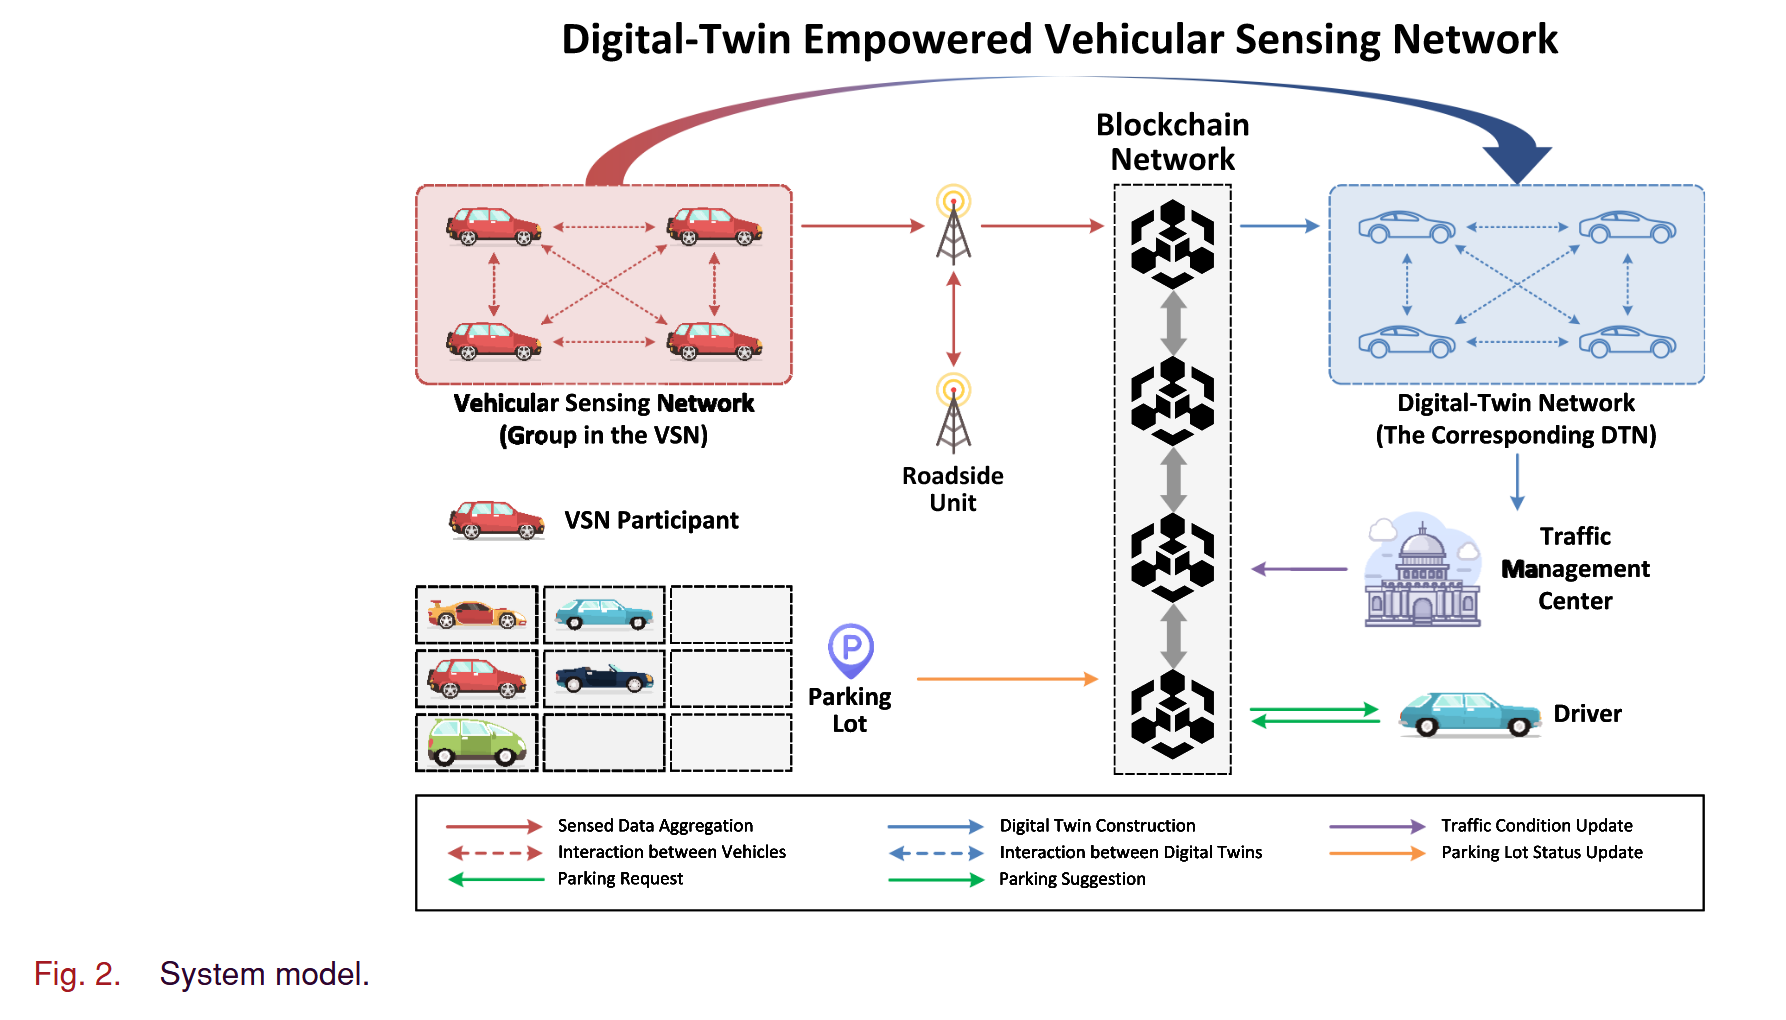 Digital-Twin Empowered Vehicular Sensing Network
Blockchain
Network
Vehicular Sensing Network
(Group in the VSN)
Roadside
Unit
Digital-Twin Network
(The Corresponding DTN)
VSN Participant
Traffic
Management
Center
P
Parking
Lot
Driver
Sensed Data Aggregation
Digital Twin Construction
Traffic Condition Update
Interaction between Vehicles
Interaction between Digital Twins
Parking Lot Status Update
Parking Request
Parking Suggestion
Fig. 2. System model.